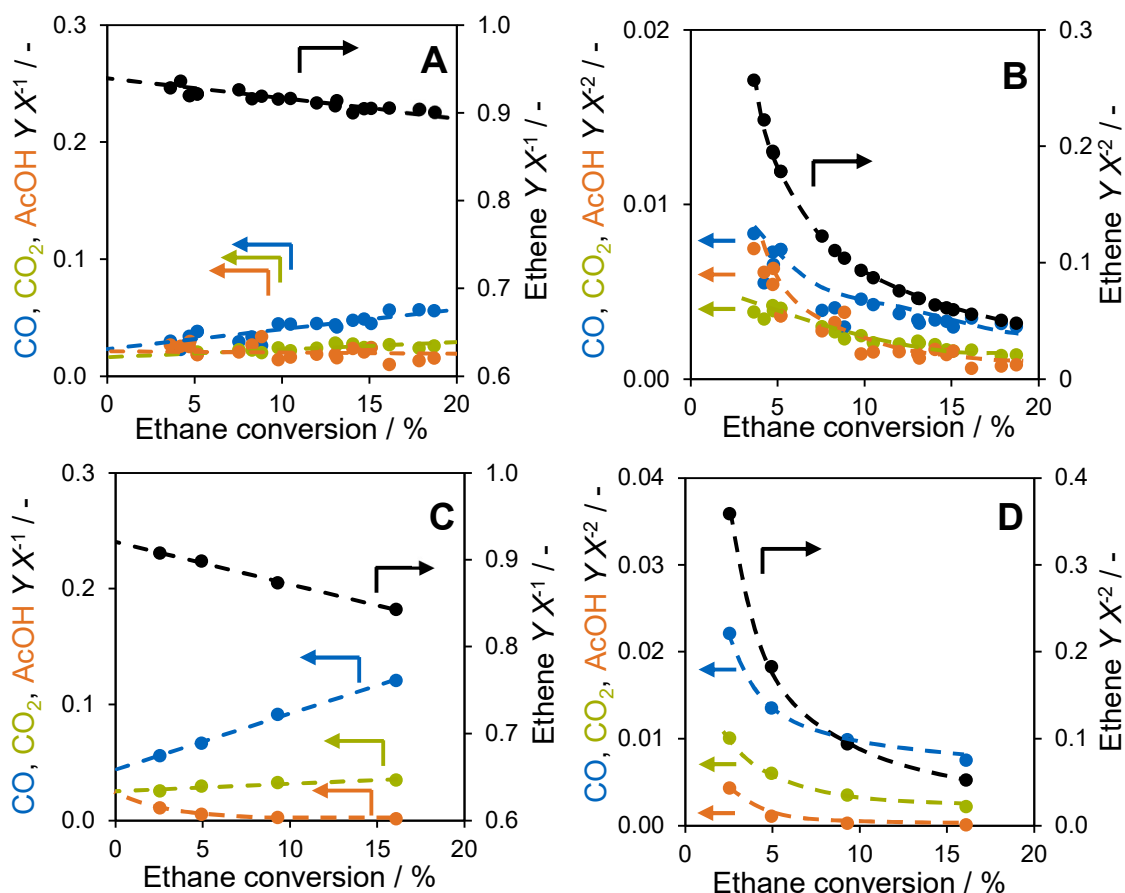 A
CO, CO2, AcOH Y X-1 / -
0.3
0.2
0.1
0.0
0 5 10 15 20
Ethane conversion / %
1.0
0.9
0.8
0.7
0.6
Ethene Y X-1 / -
B
CO, CO2, AcOH Y X-2 / -
0.02
0.01
0.00
0 5 10 15 20
Ethane conversion / %
0.3
0.2
0.1
0
Ethene Y X-2 / -
C
CO, CO2, AcOH Y X-1 / -
0.3
0.2
0.1
0.0
0 5 10 15 20
Ethane conversion / %
1.0
0.9
0.8
0.7
0.6
Ethene Y X-1 / -
D
CO, CO2, AcOH Y X-2 / -
0.04
0.03
0.02
0.01
0.00
0 5 10 15 20
Ethane conversion / %
0.4
0.3
0.2
0.1
0.0
Ethene Y X-2 / -